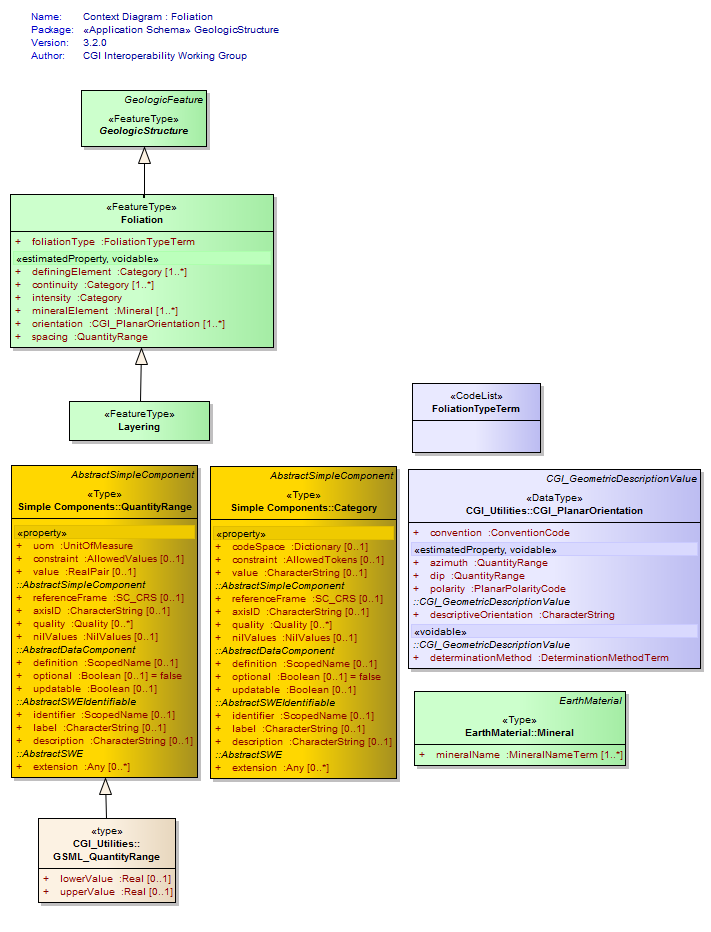 Name: Context Diagram : Foliation
Package: «Application Schema» GeologicStructure
Version: 3.2.0
Author: CGI Interoperability Working Group
GeologicFeature
«FeatureType»
GeologicStructure
«FeatureType»
Foliation
+ foliationType :FoliationTypeTerm
«estimatedProperty, voidable»
+ definingElement :Category [1..*]
+ continuity :Category [1..*]
+ intensity :Category
+ mineralElement :Mineral [1..*]
+ orientation :CGI_PlanarOrientation [1..*]
+ spacing :QuantityRange
«FeatureType»
Layering
«CodeList»
FoliationTypeTerm
AbstractSimpleComponent
«Type»
Simple Components::QuantityRange
«property»
+ uom :UnitOfMeasure
+ constraint :AllowedValues [0..1]
+ value :RealPair [0..1]
::AbstractSimpleComponent
+ referenceFrame :SC_CRS [0..1]
+ axisID :CharacterString [0..1]
+ quality :Quality [0..*]
+ nilValues :NilValues [0..1]
::AbstractDataComponent
+ definition :ScopedName [0..1]
+ optional :Boolean [0..1] = false
+ updatable :Boolean [0..1]
::AbstractSWEIdentifiable
+ identifier :ScopedName [0..1]
+ label :CharacterString [0..1]
+ description :CharacterString [0..1]
::AbstractSWE
+ extension :Any [0..*]
AbstractSimpleComponent
«Type»
Simple Components::Category
«property»
+ codeSpace :Dictionary [0..1]
+ constraint :AllowedTokens [0..1]
+ value :CharacterString [0..1]
::AbstractSimpleComponent
+ referenceFrame :SC_CRS [0..1]
+ axisID :CharacterString [0..1]
+ quality :Quality [0..*]
+ nilValues :NilValues [0..1]
::AbstractDataComponent
+ definition :ScopedName [0..1]
+ optional :Boolean [0..1] = false
+ updatable :Boolean [0..1]
::AbstractSWEIdentifiable
+ identifier :ScopedName [0..1]
+ label :CharacterString [0..1]
+ description :CharacterString [0..1]
::AbstractSWE
+ extension :Any [0..*]
CGI_GeometricDescriptionValue
«DataType»
CGI_Utilities::CGI_PlanarOrientation
+ convention :ConventionCode
«estimatedProperty, voidable»
+ azimuth :QuantityRange
+ dip :QuantityRange
+ polarity :PlanarPolarityCode
::CGI_GeometricDescriptionValue
+ descriptiveOrientation :CharacterString
«voidable»
::CGI_GeometricDescriptionValue
+ determinationMethod :DeterminationMethodTerm
EarthMaterial
«Type»
EarthMaterial::Mineral
+ mineralName :MineralNameTerm [1..*]
«type»
CGI_Utilities::
GSML_QuantityRange
+ lowerValue :Real [0..1]
+ upperValue :Real [0..1]